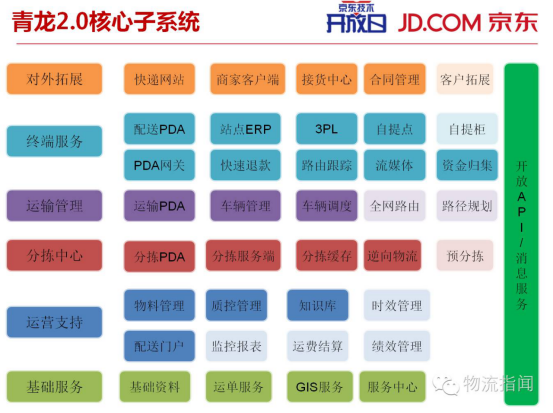 青龙2.0核心子系统
京东技术
开放日
JD.COM 京东
对外拓展 快递网站 商家客户端 接货中心 合同管理 客户拓展
终端服务
配送PDA 站点ERP 3PL 自提点 自提柜
PDA网关 快速退款 路由跟踪 流媒体 资金归集
运输管理 运输PDA 车辆管理 车辆调度 全网路由 路径规划
分拣中心 分拣PDA 分拣服务端 分拣缓存 逆向物流 预分拣
运营支持
物料管理 质控管理 知识库 时效管理
配送门户 监控报表 运费结算 绩效管理
基础服务 基础资料 运单服务 GIS服务 服务中心
开放API/消息服务
物流指闻